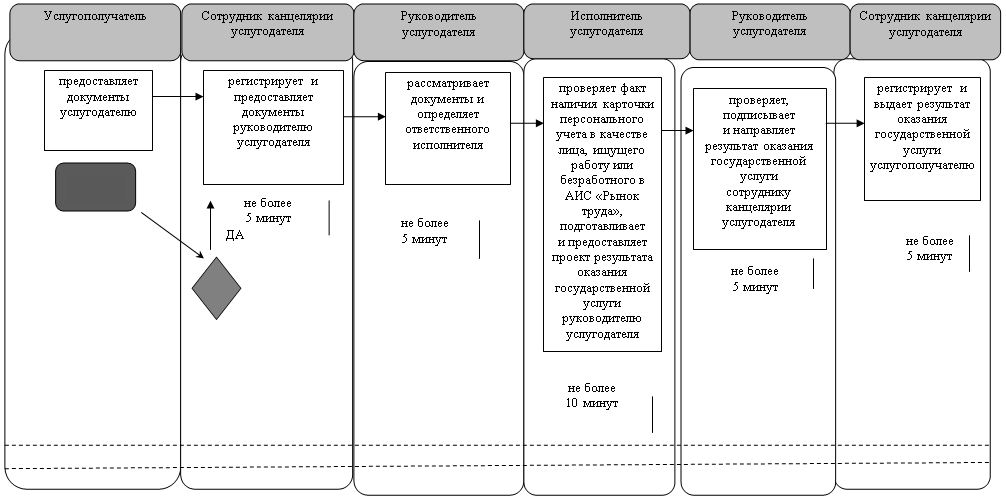 Услугополучатель
Сотрудник канцелярии
услугодателя
Руководитель
услугодателя
Исполнитель
услугодателя
Руководитель
услугодателя
Сотрудник канцелярии
услугодателя
предоставляет
документы
услугодателю
регистрирует и
предоставляет
документы
руководителю
услугодателя
рассматривает
документы и
определяет
ответственного
исполнителя
проверяет факт
наличия карточки
персонального
учета в качестве
лица, ищущего
работу или
безработного в
АИС «Рынок
труда»,
подготавливает
и предоставляет
проект результата
оказания
государственной
услуги
руководителю
услугодателя
проверяет,
подписывает
и направляет
результат оказания
государственной
услуги
сотруднику
канцелярии
услугодателя
регистрирует и
выдает результат
оказания
государственной
услуги
услугополучателю
не более
5 минут
ДА
не более
5 минут
не более
10 минут
не более
5 минут
не более
5 минут